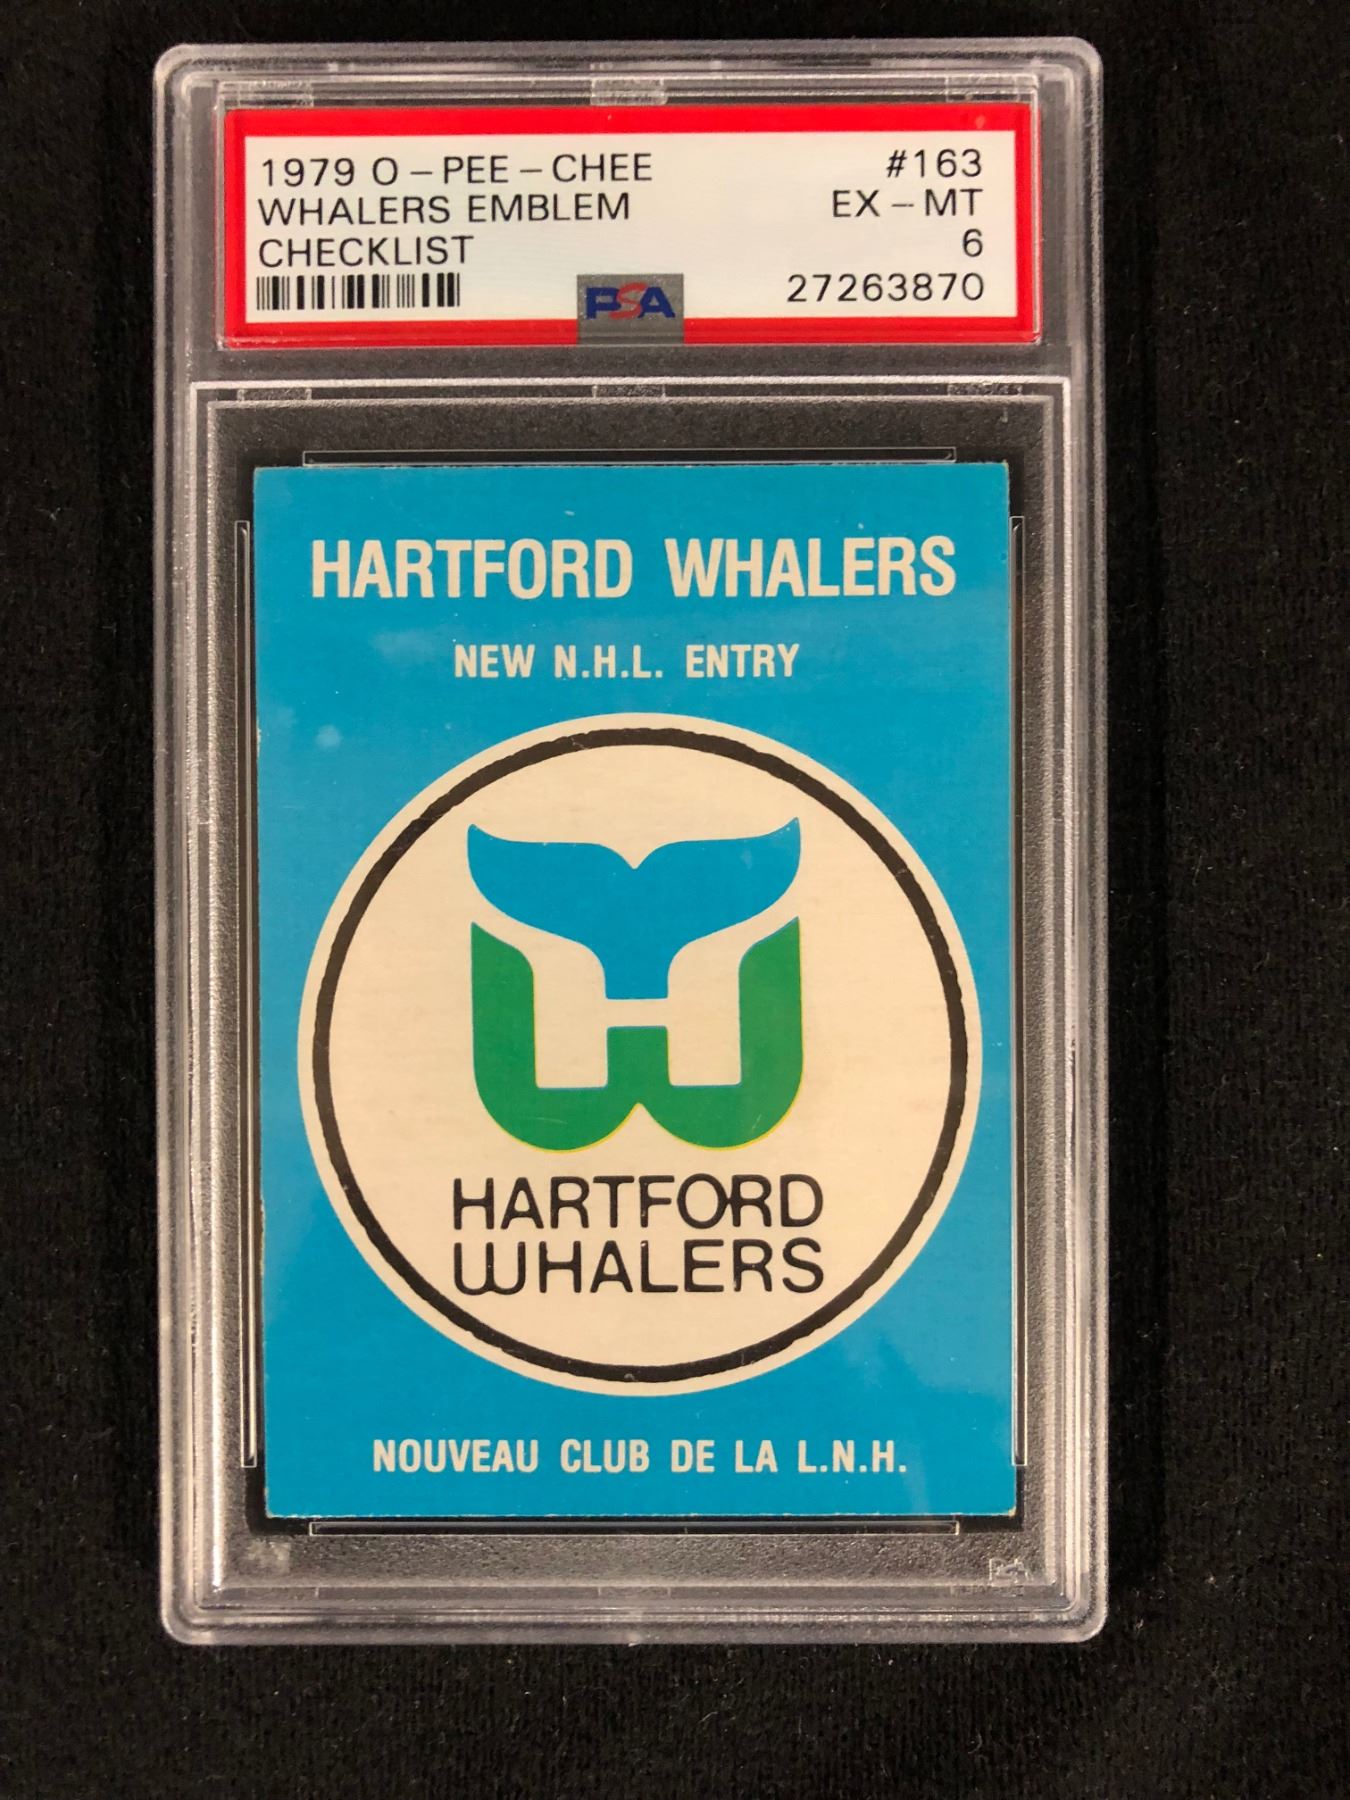 1979 O-PEE-CHEE #163
WHALERS EMBLEM EX-MT
CHECKLIST 6
PSA 27263870
HARTFORD WHALERS
NEW N.H.L. ENTRY
HARTFORD
WHALERS
NOUVEAU CLUB DE LA L.N.H.